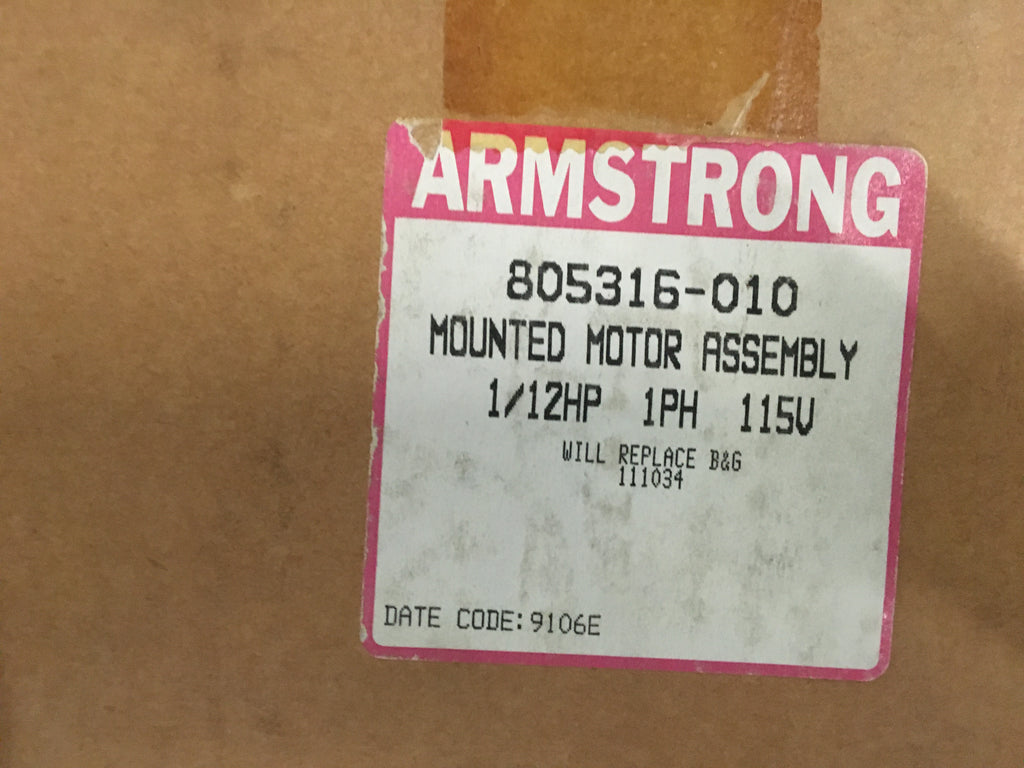 ARMSTRONG
805316-010
MOUNTED MOTOR ASSEMBLY
1/12HP 1PH 115V
WILL REPLACE B&G
111034
DATE CODE:9106E